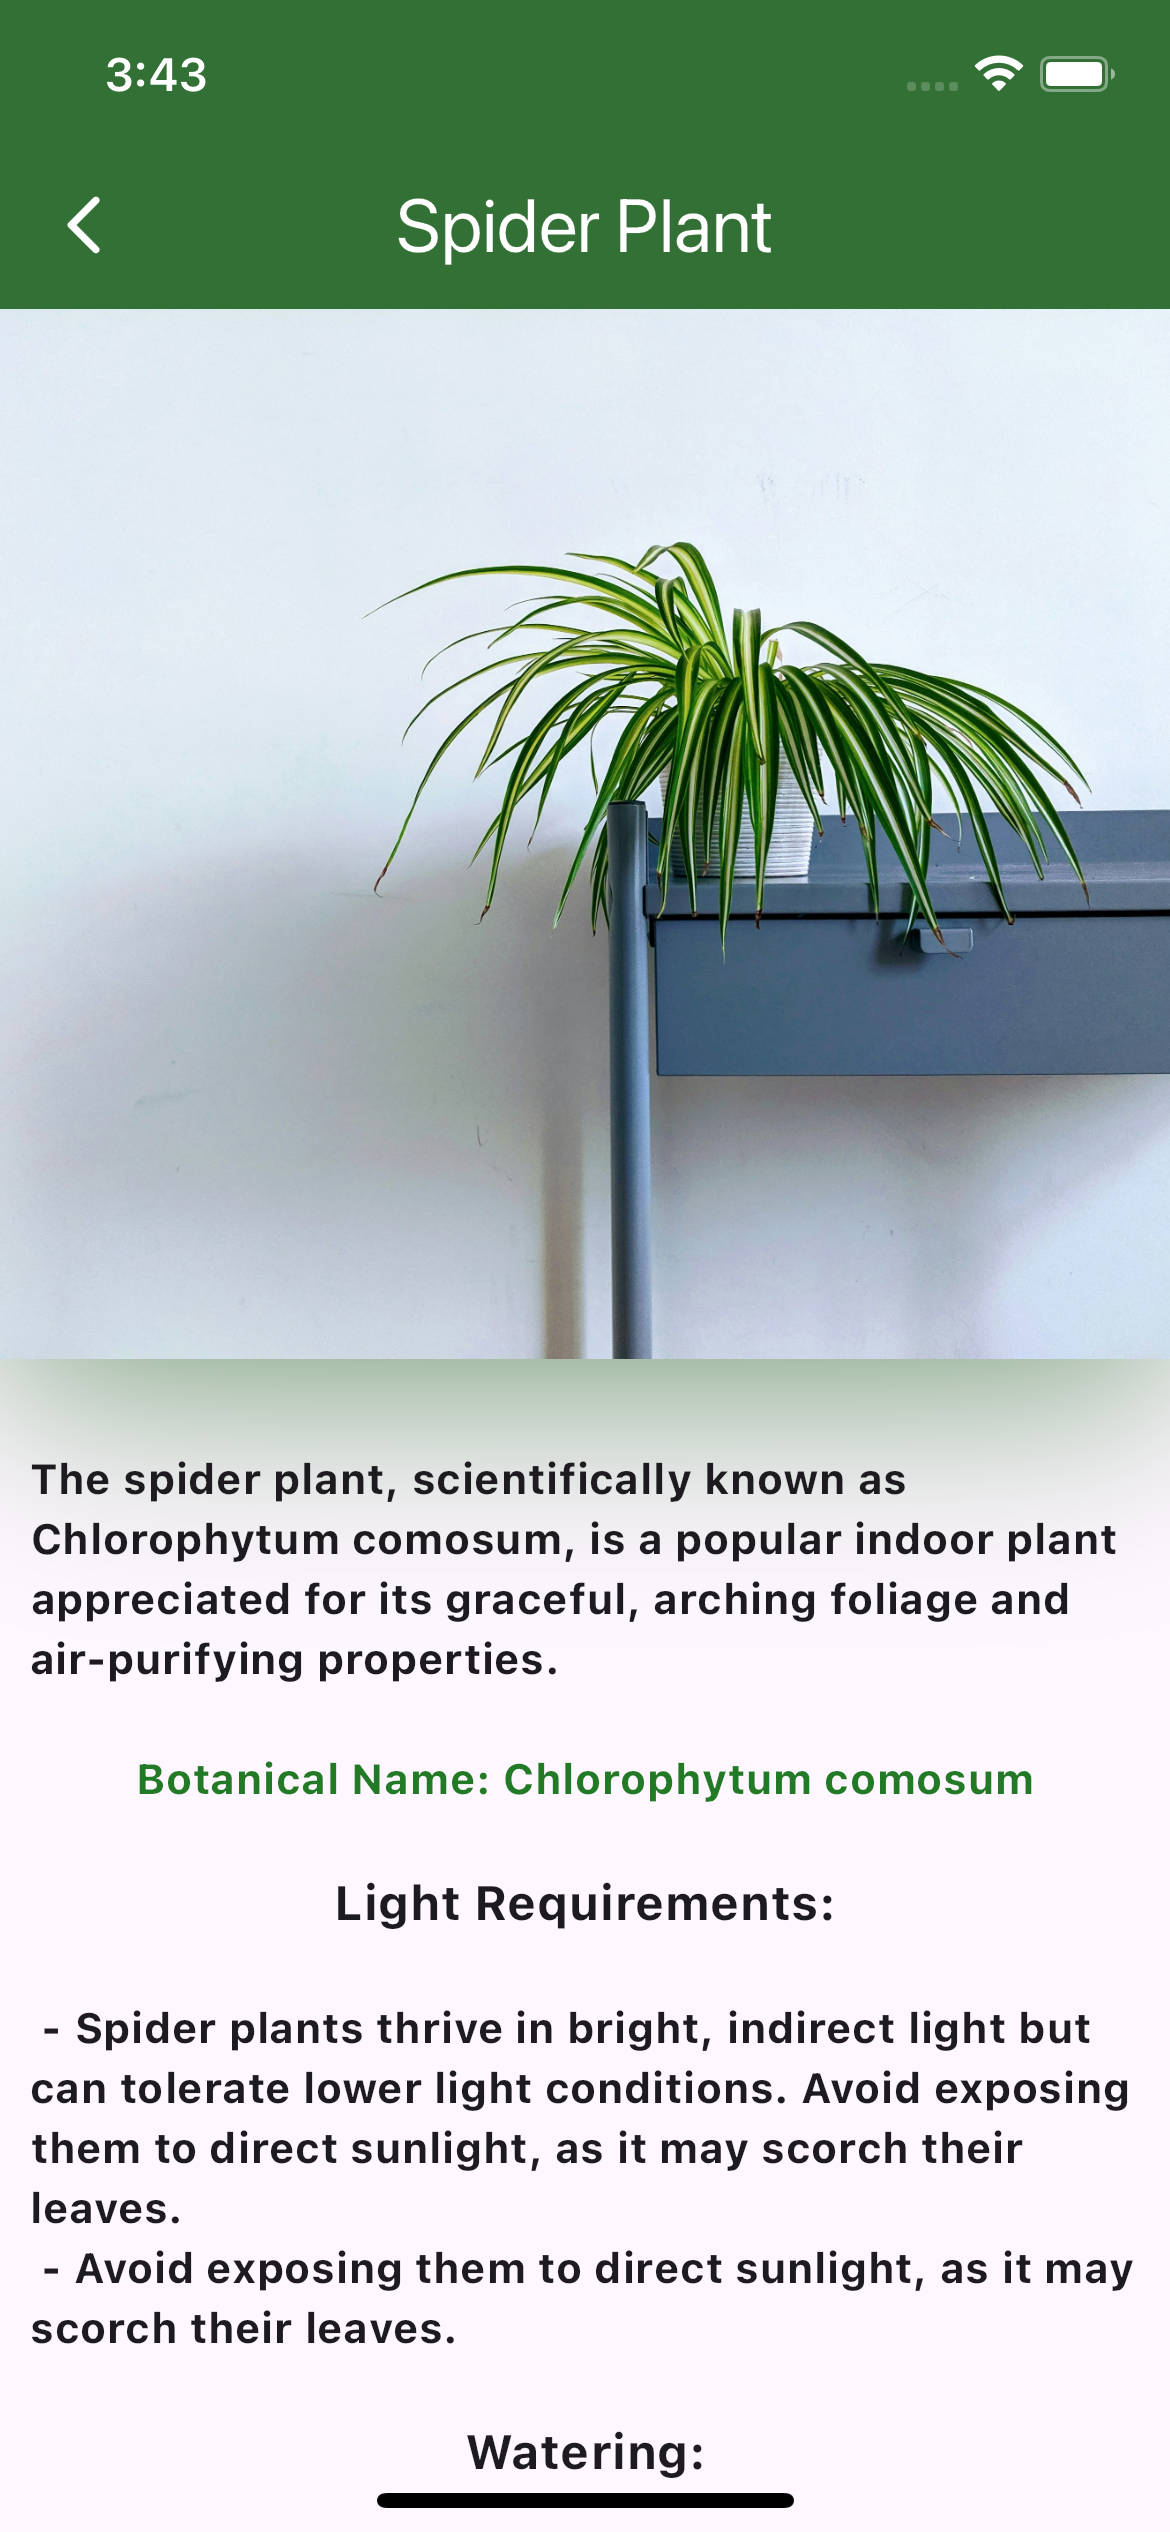 3:43
Spider Plant
The spider plant, scientifically known as
Chlorophytum comosum, is a popular indoor plant
appreciated for its graceful, arching foliage and
air-purifying properties.
Botanical Name: Chlorophytum comosum
Light Requirements:
- Spider plants thrive in bright, indirect light but
can tolerate lower light conditions. Avoid exposing
them to direct sunlight, as it may scorch their
leaves.
- Avoid exposing them to direct sunlight, as it may
scorch their leaves.
Watering: